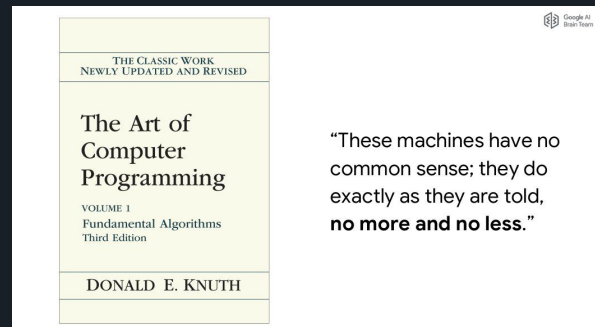 Google AI
Brain Team
THE CLASSIC WORK
NEWLY UPDATED AND REVISED
The Art of
Computer
Programming
VOLUME 1
Fundamental Algorithms
Third Edition
DONALD E. KNUTH
“These machines have no
common sense; they do
exactly as they are told,
no more and no less.”